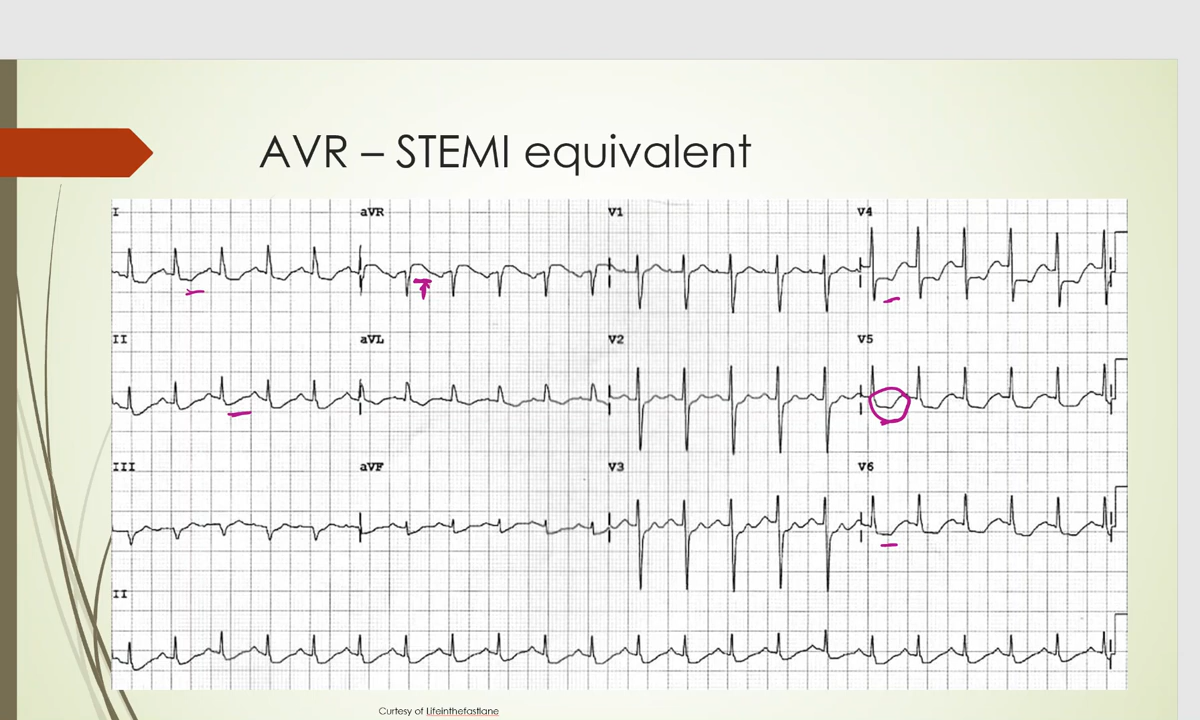 AVR – STEMI equivalent
I aVR V1 V4
II aVL V2 V5
III aVF V3 V6
II
Curtesy of Lifeinthefastlane